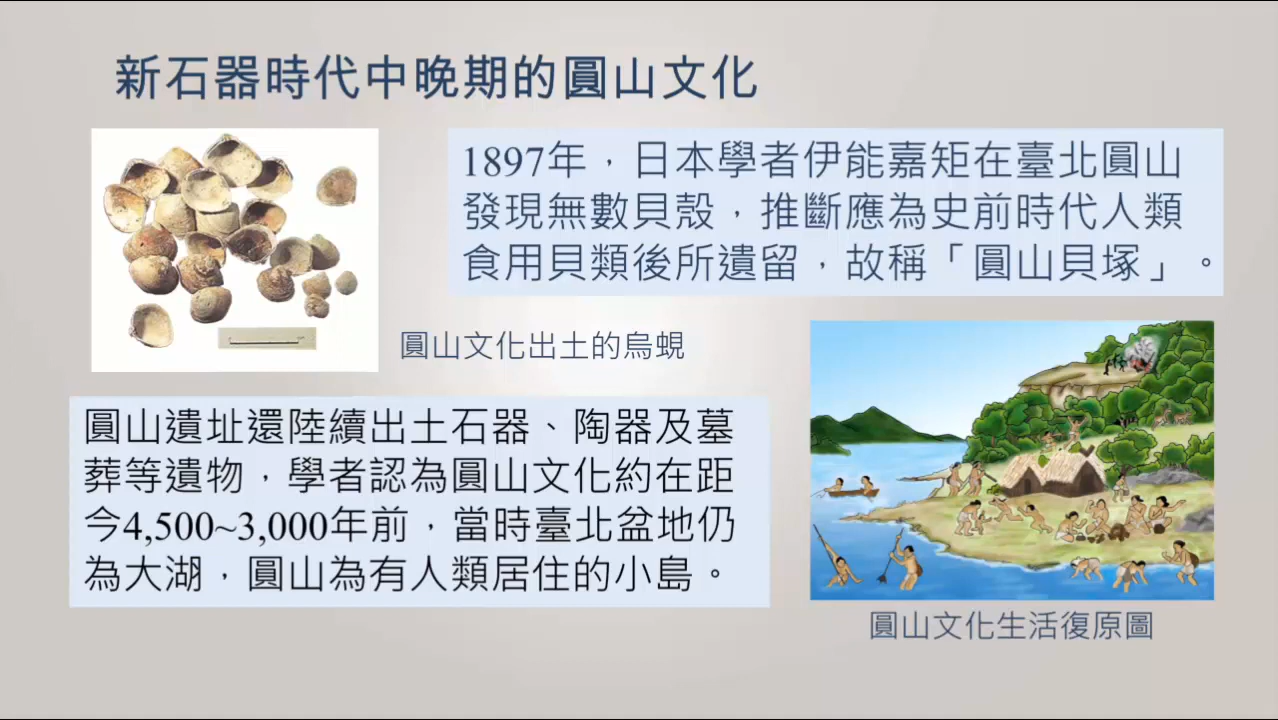 新石器時代中晚期的圓山文化
1897年，日本學者伊能嘉矩在臺北圓山
發現無數貝殼，推斷應為史前時代人類
食用貝類後所遺留，故稱「圓山貝塚」。
圓山文化出土的烏蜆
圓山遺址還陸續出土石器、陶器及墓
葬等遺物，學者認為圓山文化約在距
今4,500~3,000年前，當時臺北盆地仍
為大湖，圓山為有人類居住的小島。
圓山文化生活復原圖